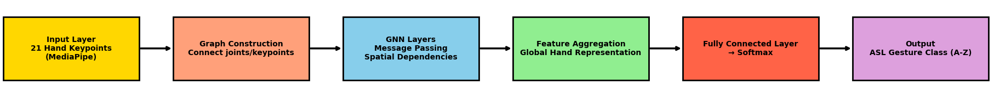 Input Layer
21 Hand Keypoints
(MediaPipe)
Graph Construction
Connect joints/keypoints
GNN Layers
Message Passing
Spatial Dependencies
Feature Aggregation
Global Hand Representation
Fully Connected Layer
→ Softmax
Output
ASL Gesture Class (A-Z)